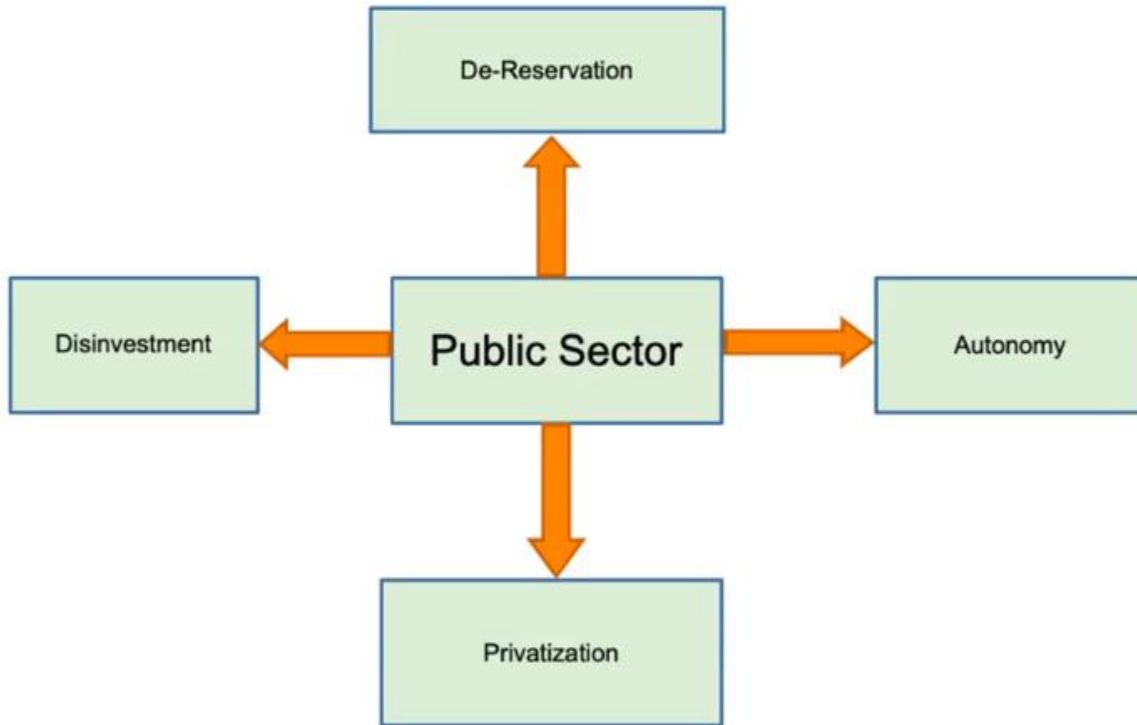 De-Reservation
Disinvestment
Public Sector
Autonomy
Privatization